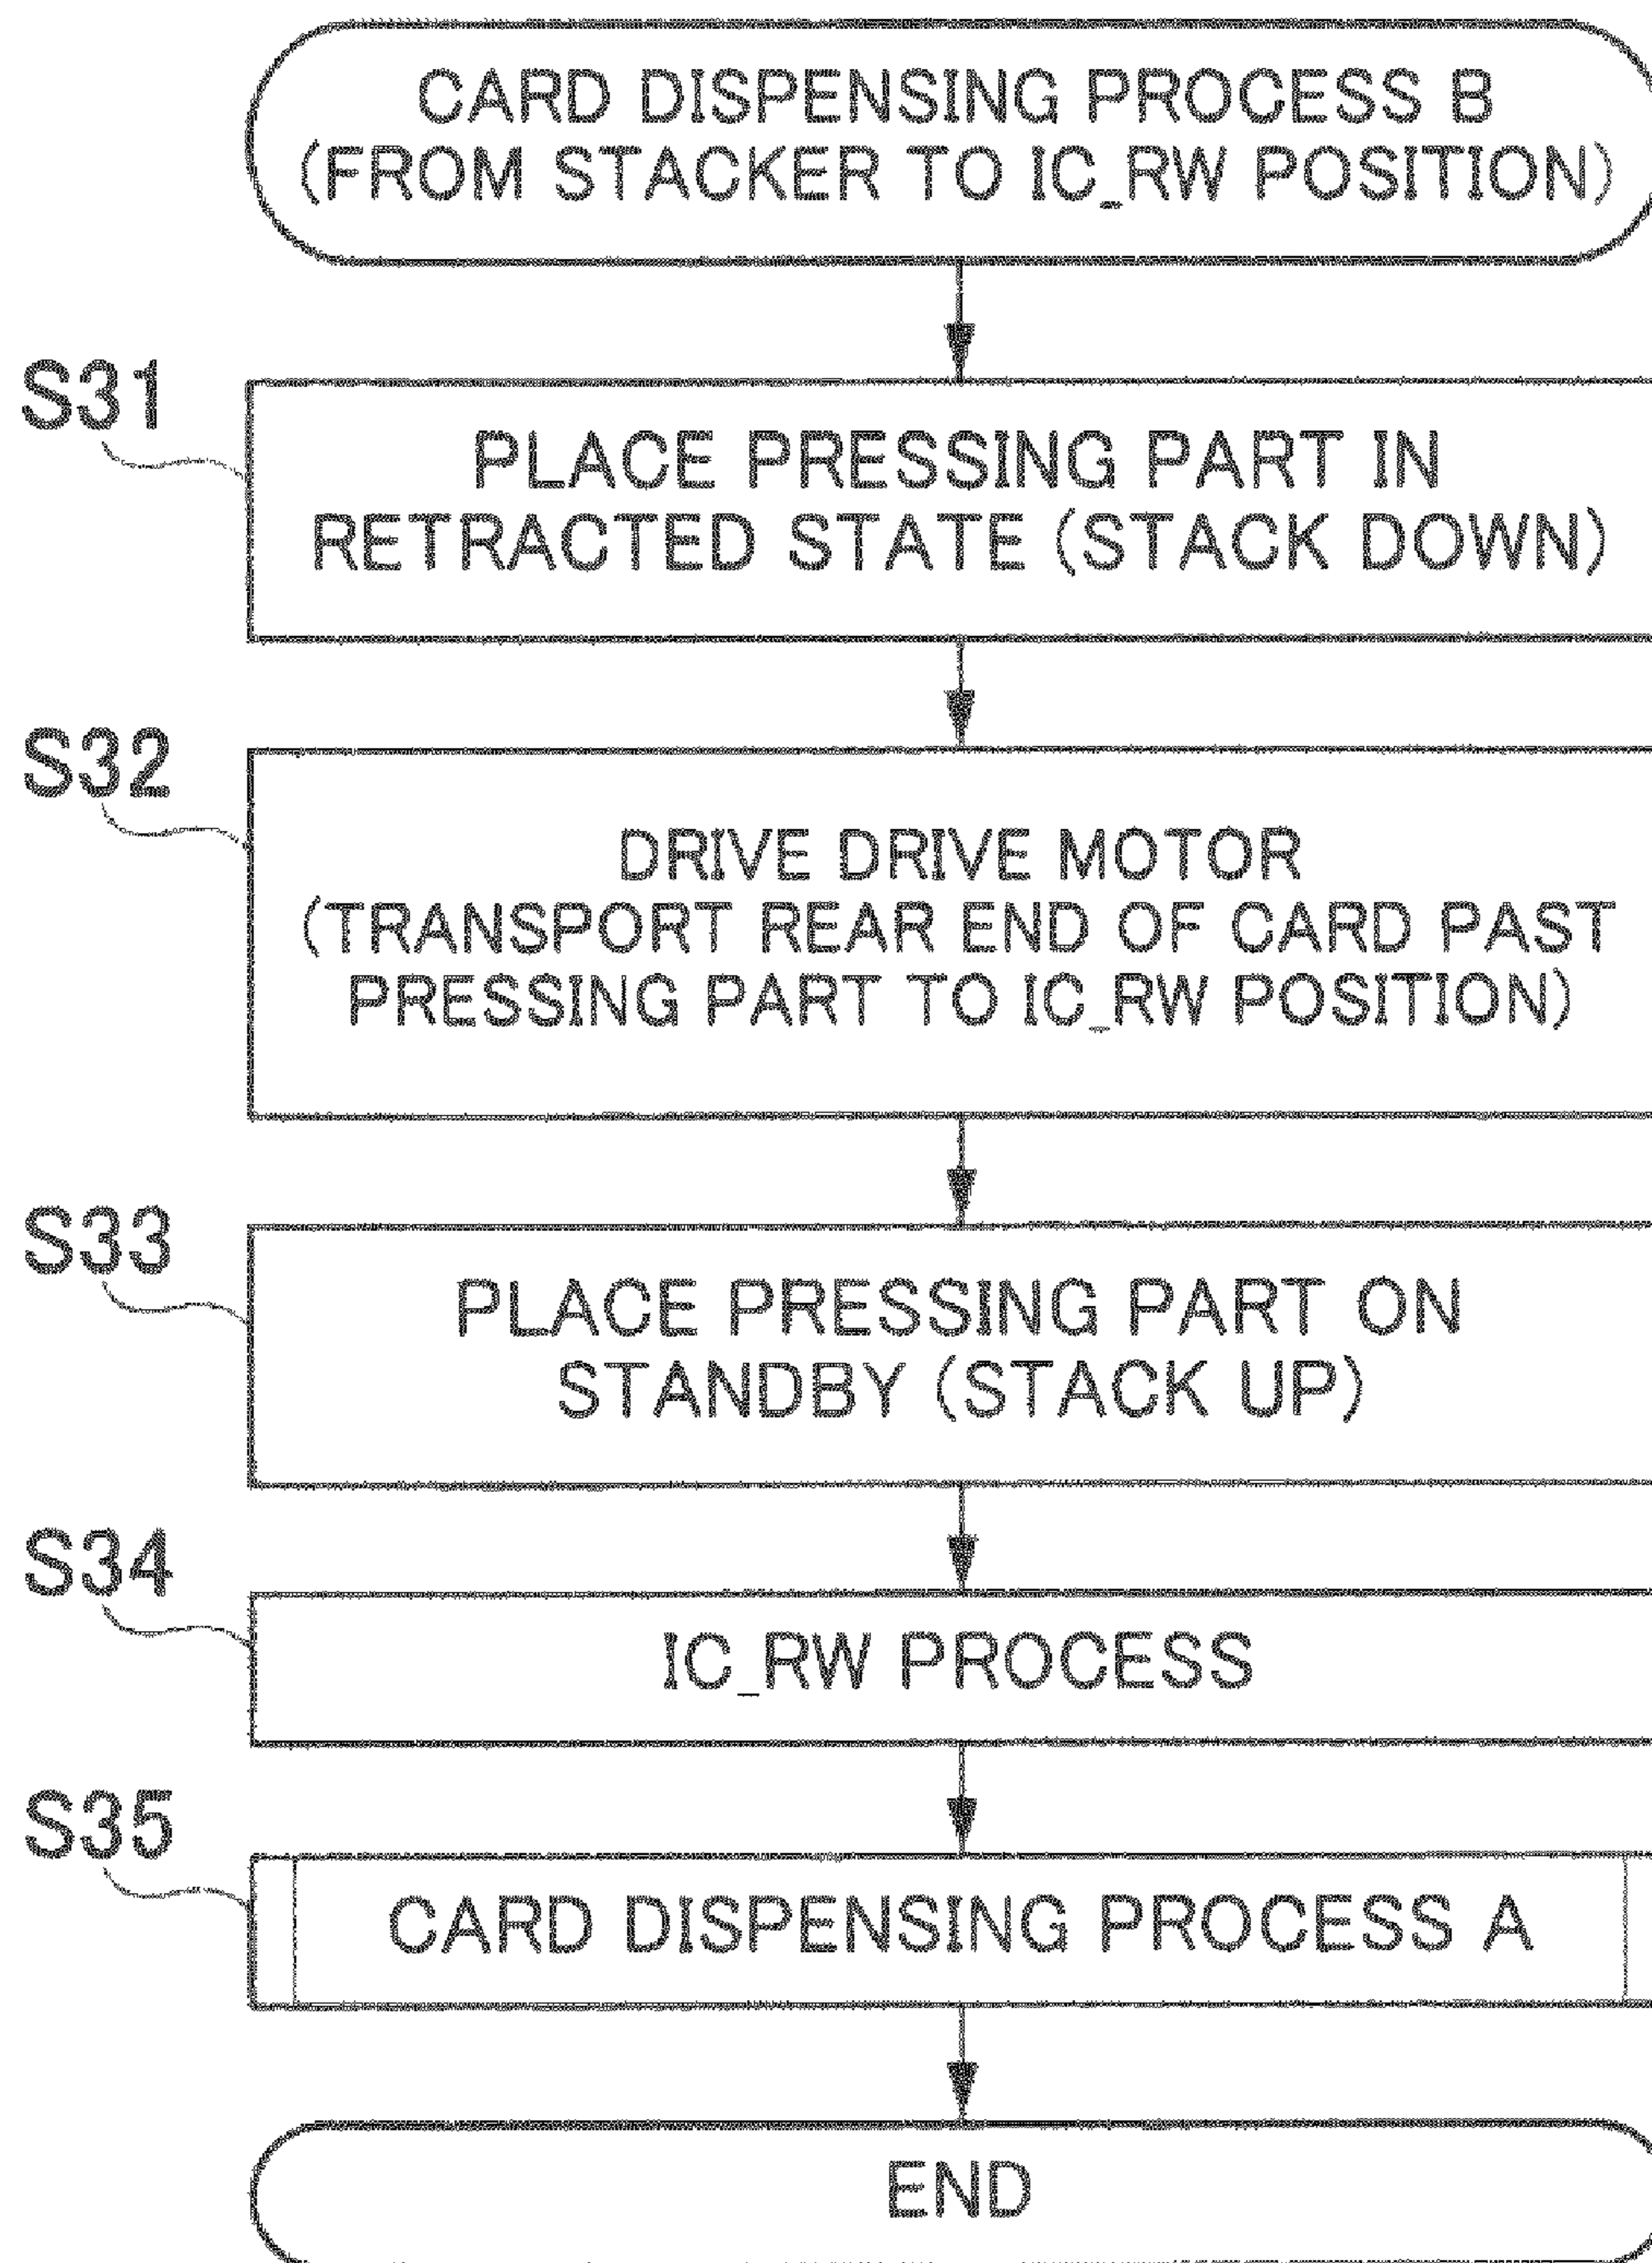 CARD DISPENSING PROCESS B
(FROM STACKER TO IC_RW POSITION)
S31
PLACE PRESSING PART IN
RETRACTED STATE (STACK DOWN)
S32
DRIVE DRIVE MOTOR
(TRANSPORT REAR END OF CARD PAST
PRESSING PART TO IC_RW POSITION)
S33
PLACE PRESSING PART ON
STANDBY (STACK UP)
S34
IC_RW PROCESS
S35
CARD DISPENSING PROCESS A
END